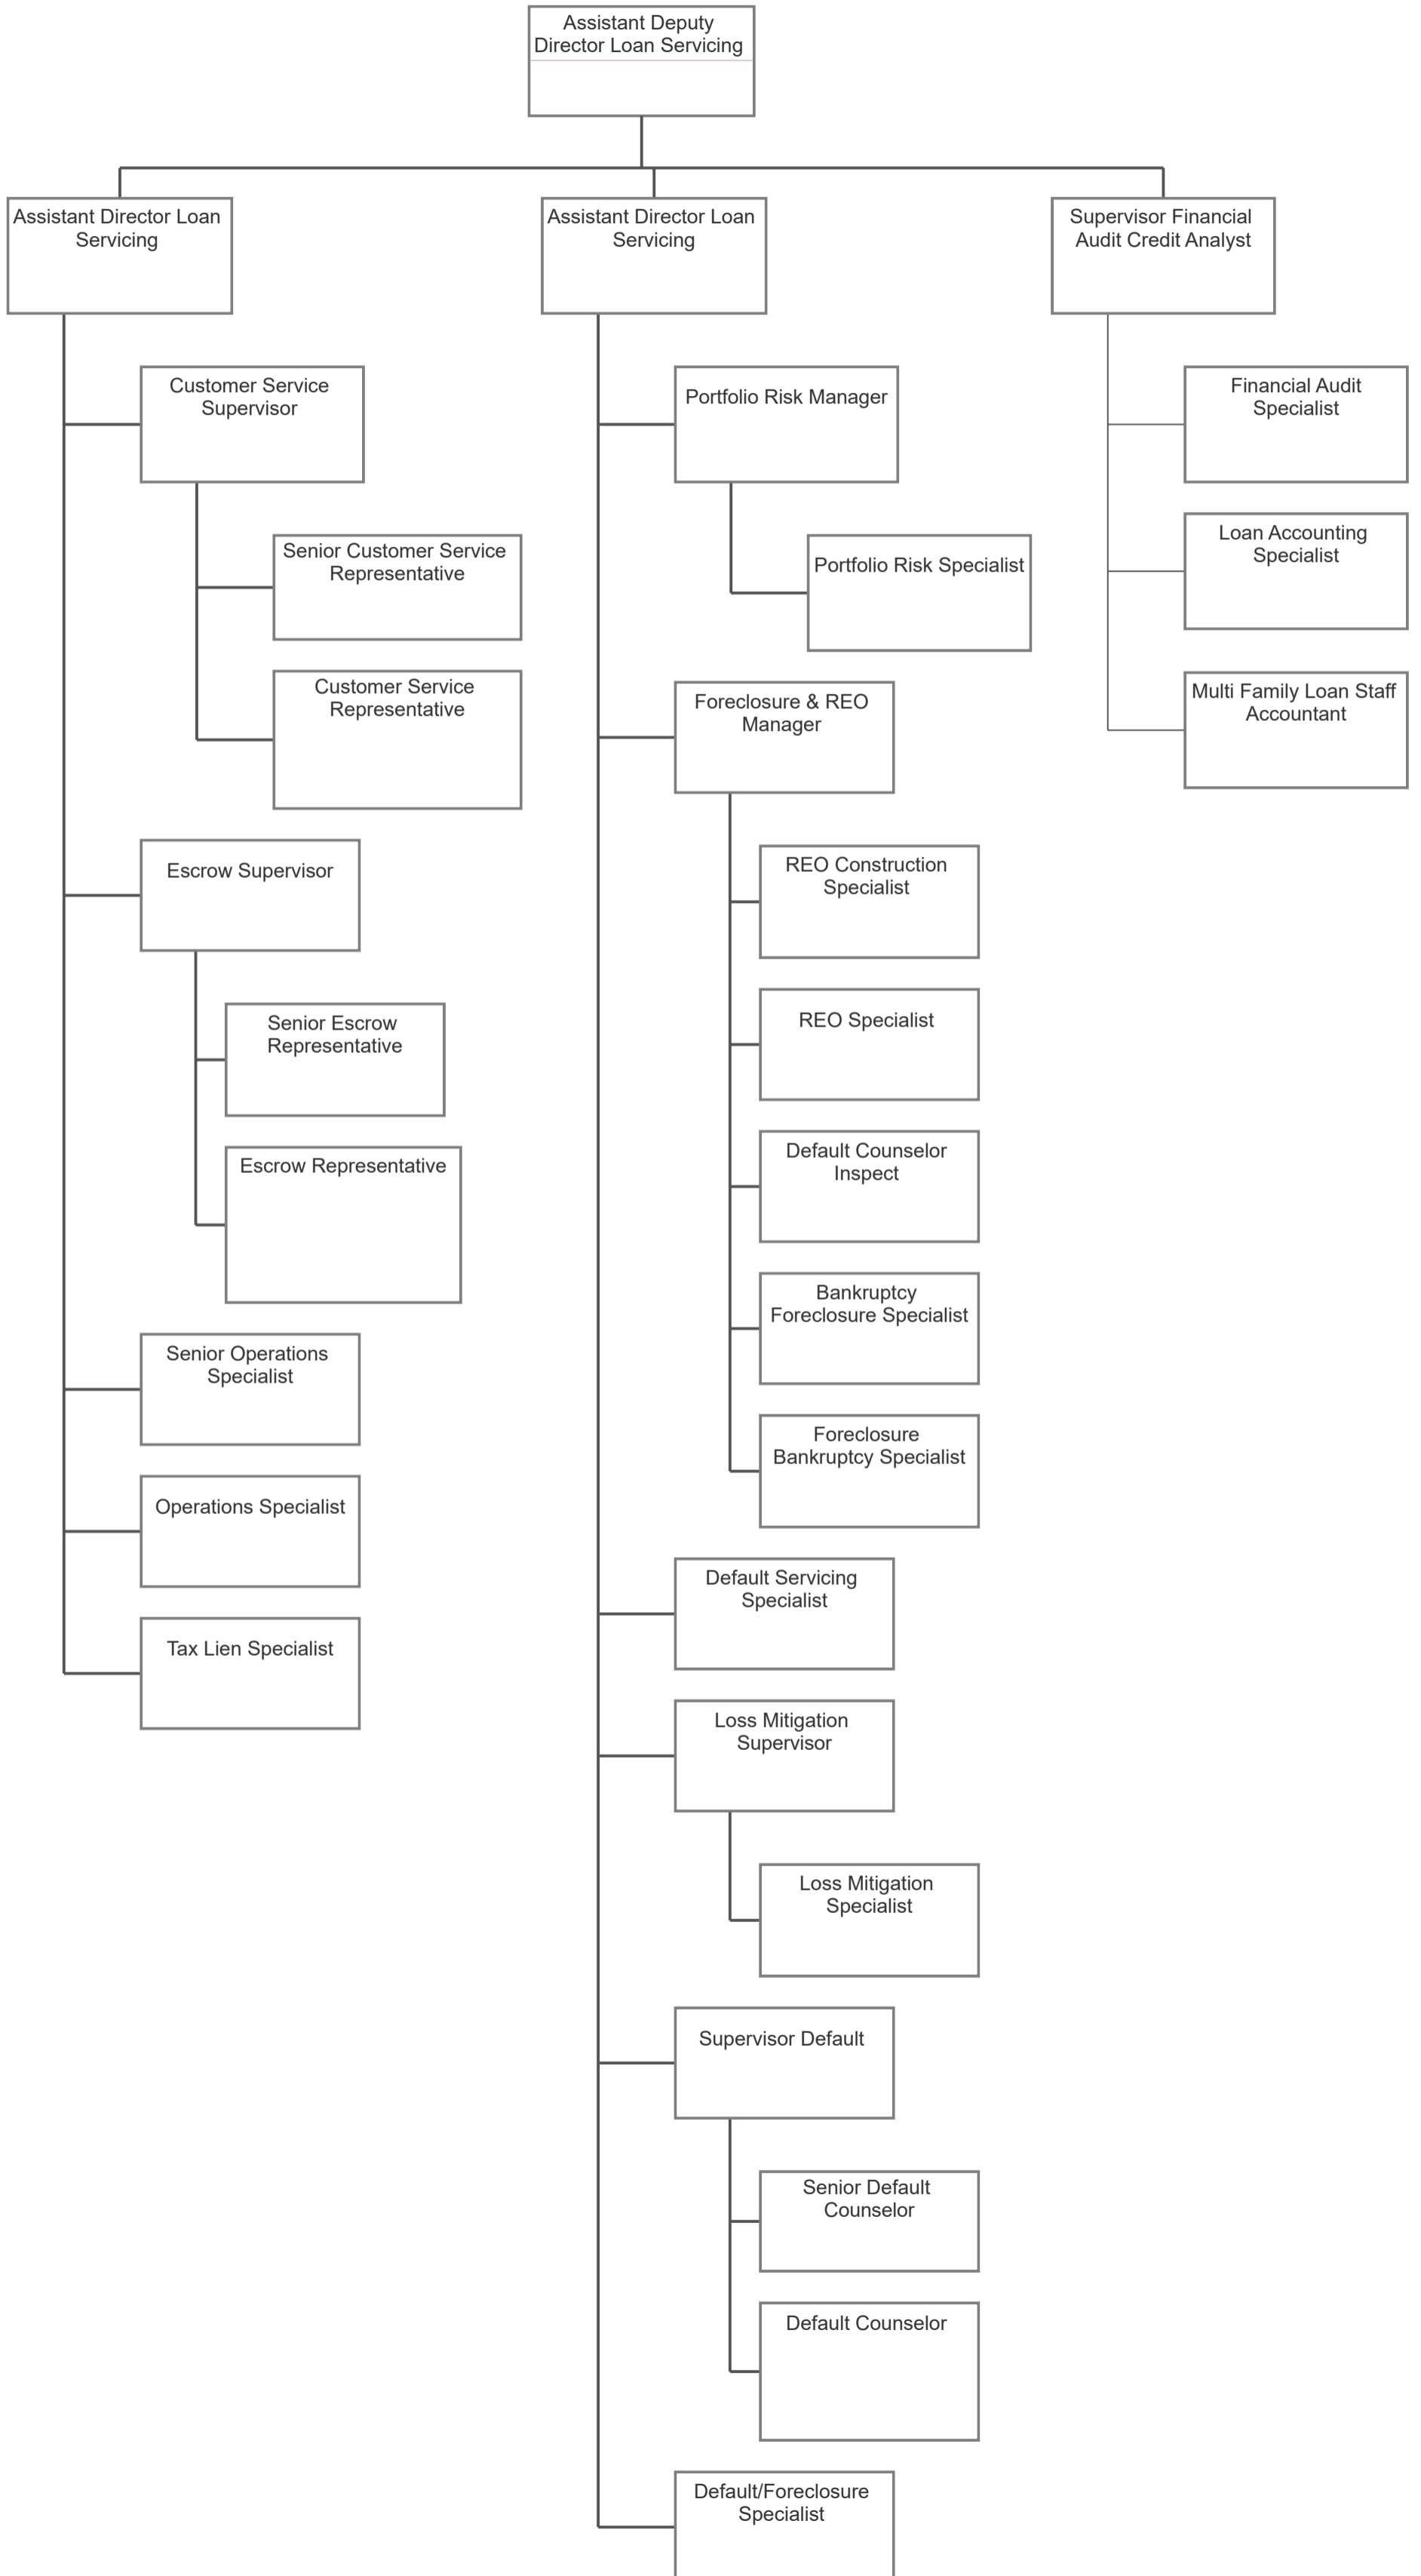 Assistant Deputy
Director Loan Servicing
Assistant Director Loan
Servicing
Customer Service
Supervisor
Senior Customer Service
Representative
Customer Service
Representative
Escrow Supervisor
Senior Escrow
Representative
Escrow Representative
Senior Operations
Specialist
Operations Specialist
Tax Lien Specialist
Assistant Director Loan
Servicing
Portfolio Risk Manager
Portfolio Risk Specialist
Foreclosure & REO
Manager
REO Construction
Specialist
REO Specialist
Default Counselor
Inspect
Bankruptcy
Foreclosure Specialist
Foreclosure
Bankruptcy Specialist
Default Servicing
Specialist
Loss Mitigation
Supervisor
Loss Mitigation
Specialist
Supervisor Default
Senior Default
Counselor
Default Counselor
Default/Foreclosure
Specialist
Supervisor Financial
Audit Credit Analyst
Financial Audit
Specialist
Loan Accounting
Specialist
Multi Family Loan Staff
Accountant